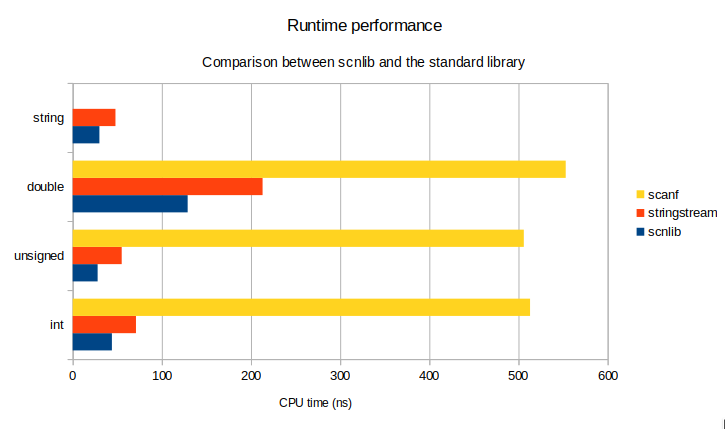 Runtime performance
Comparison between scnlib and the standard library
string
double
unsigned
int
0 100 200 300 400 500 600
CPU time (ns)
scanf
stringstream
scnlib